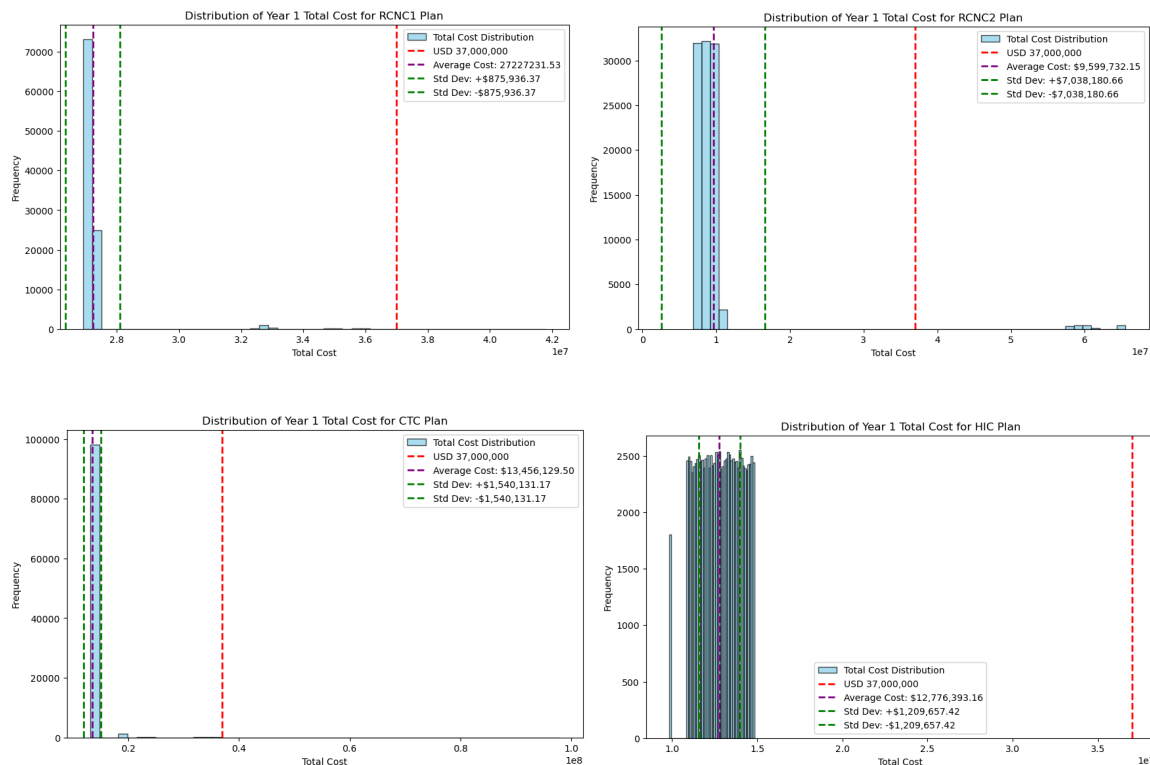 Distribution of Year 1 Total Cost for RCNC1 Plan
Total Cost Distribution
USD 37,000,000
Average Cost: 27227231.53
Std Dev: +$875,936.37
Std Dev: -$875,936.37
Frequency
70000
60000
50000
40000
30000
20000
10000
0
2.8
3.0
3.2
3.4
3.6
3.8
4.0
4.2
1e7
Total Cost
Distribution of Year 1 Total Cost for RCNC2 Plan
Total Cost Distribution
USD 37,000,000
Average Cost: $9,599,732.15
Std Dev: +$7,038,180.66
Std Dev: -$7,038,180.66
Frequency
30000
25000
20000
15000
10000
5000
0
0
1
2
3
4
5
6
1e7
Total Cost
Distribution of Year 1 Total Cost for CTC Plan
Total Cost Distribution
USD 37,000,000
Average Cost: $13,456,129.50
Std Dev: +$1,540,131.17
Std Dev: -$1,540,131.17
Frequency
100000
80000
60000
40000
20000
0
0.2
0.4
0.6
0.8
1.0
1e8
Total Cost
Distribution of Year 1 Total Cost for HIC Plan
Frequency
2500
2000
1500
1000
500
0
Total Cost Distribution
USD 37,000,000
Average Cost: $12,776,393.16
Std Dev: +$1,209,657.42
Std Dev: -$1,209,657.42
1.0
1.5
2.0
2.5
3.0
3.5
Total Cost